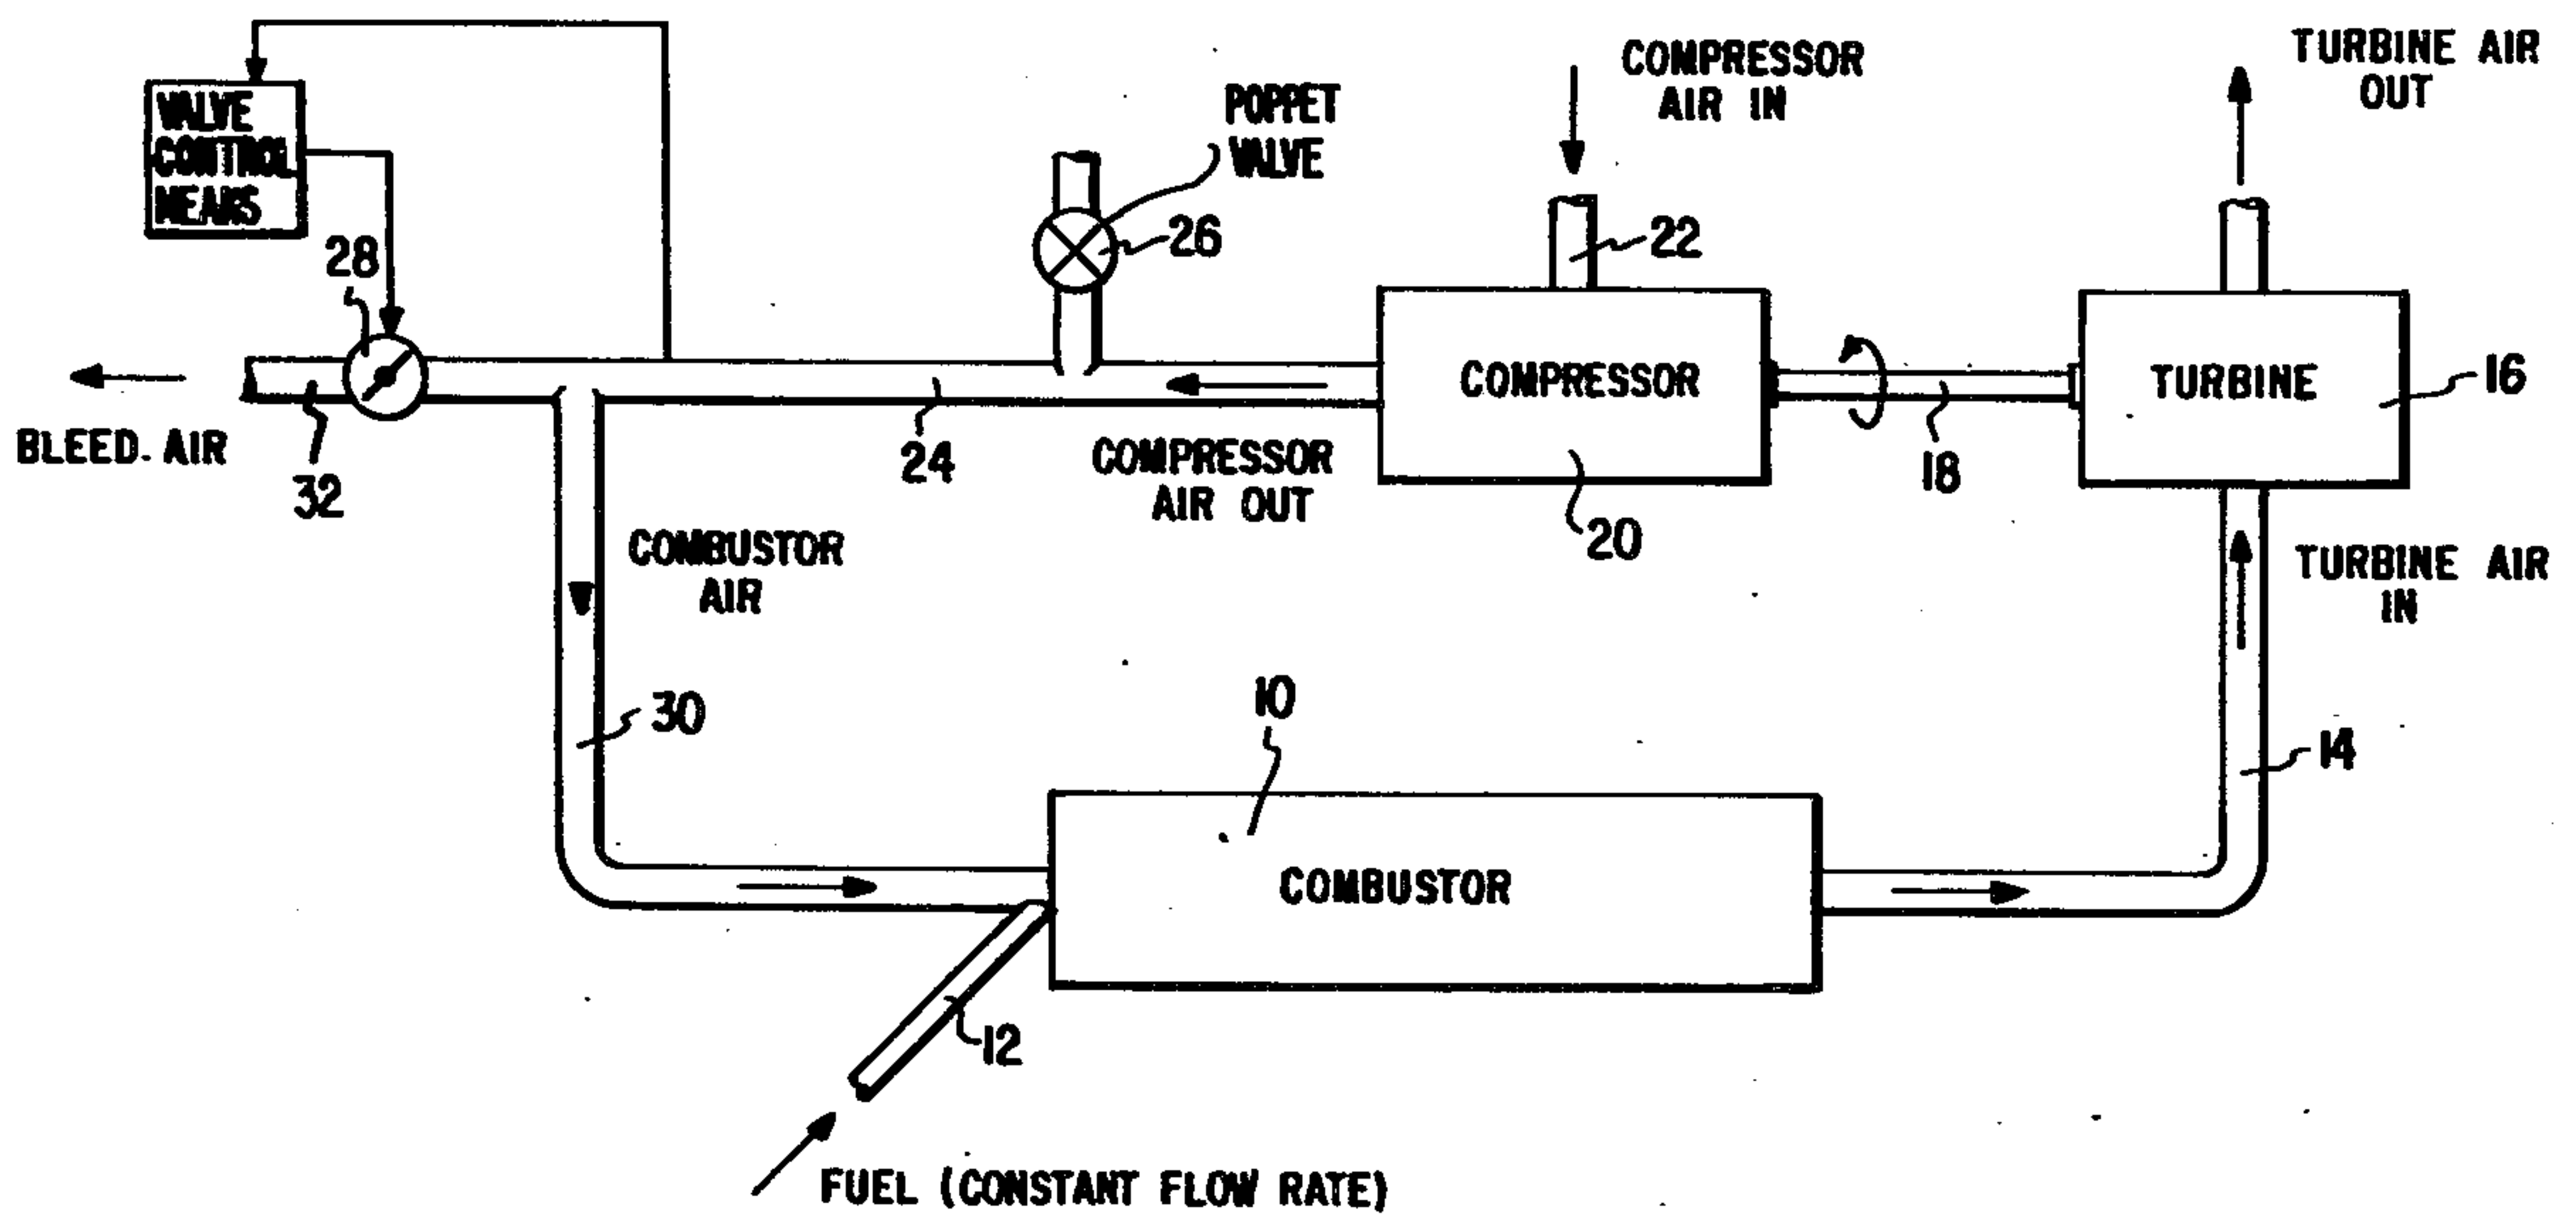 COMPRESSOR
AIR IN
TURBINE AIR
OUT
POPPET
VALVE
VALVE
CONTROL
MEANS
26
22
28
COMPRESSOR
TURBINE
16
BLEED AIR
32
24
COMPRESSOR
AIR OUT
18
20
COMBUSTOR
AIR
TURBINE AIR
IN
30
10
14
COMBUSTOR
12
FUEL (CONSTANT FLOW RATE)